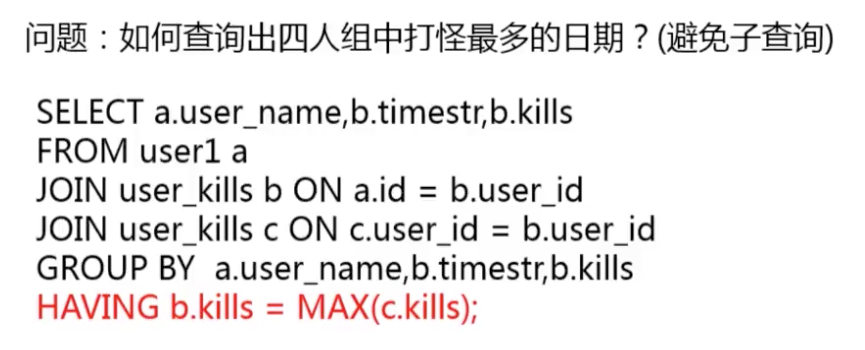 问题：如何查询出四人组中打怪最多的日期？(避免子查询)
SELECT a.user_name,b.timestr,b.kills
FROM user1 a
JOIN user_kills b ON a.id = b.user_id
JOIN user_kills c ON c.user_id = b.user_id
GROUP BY  a.user_name,b.timestr,b.kills
HAVING b.kills = MAX(c.kills);